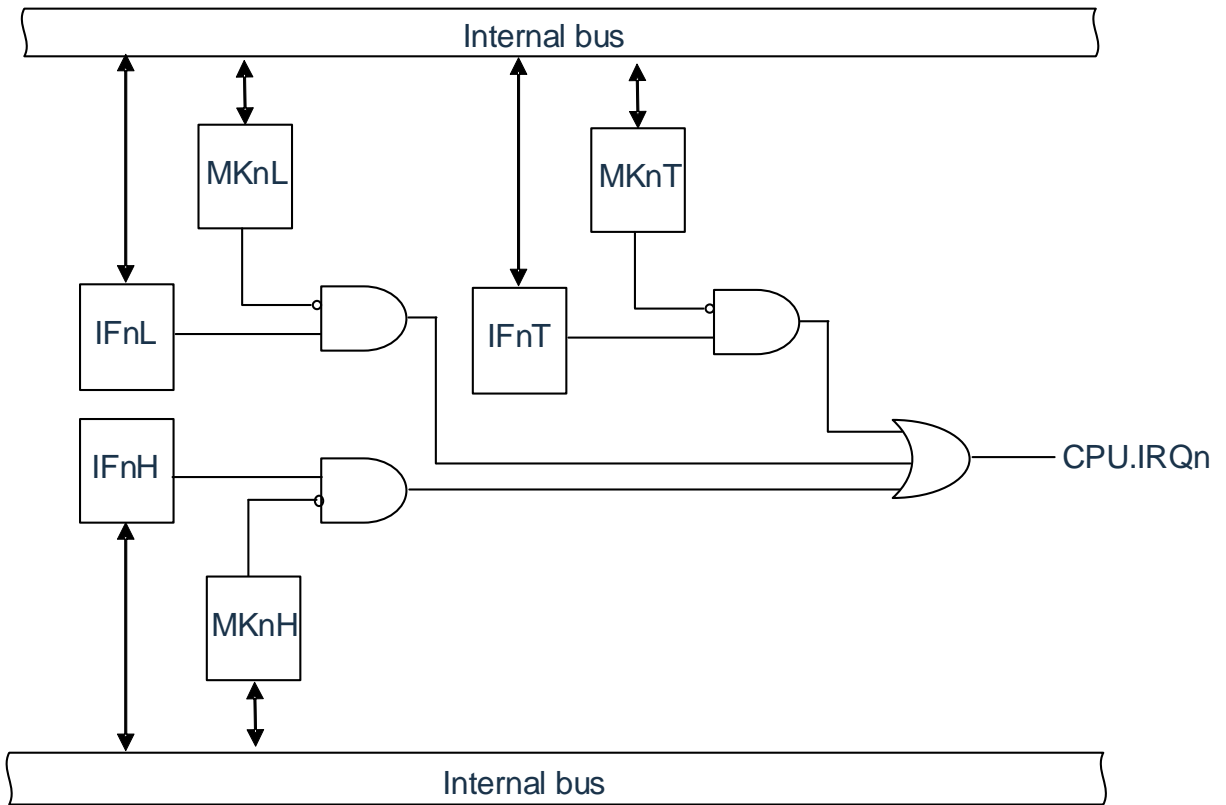 Internal bus
MKnL
MKnT
IFnL
IFnT
IFnH
CPU.IRQn
MKnH
Internal bus